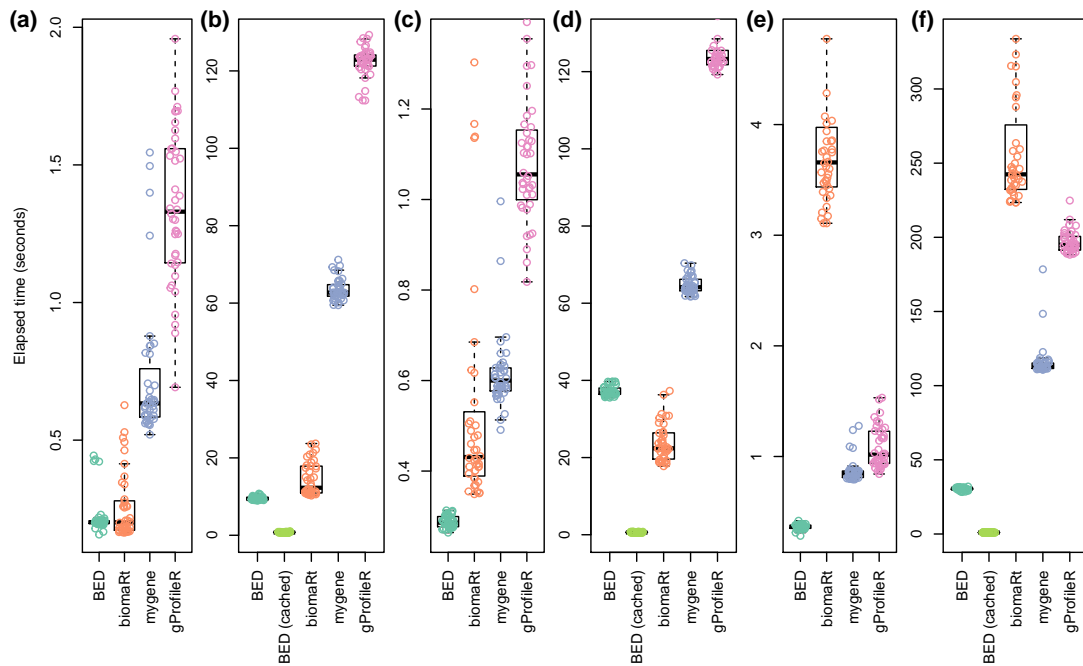 (a)
(b)
(c)
(d)
(e)
(f)
Elapsed time (seconds)
2.0
1.5
1.0
0.5
BED
biomaRt
mygene
gProfileR
120
100
80
60
40
20
0
BED
BED (cached)
biomaRt
mygene
gProfileR
1.2
1.0
0.8
0.6
0.4
BED
biomaRt
mygene
gProfileR
120
100
80
60
40
20
0
BED
BED (cached)
biomaRt
mygene
gProfileR
4
3
2
1
BED
biomaRt
mygene
gProfileR
300
250
200
150
100
50
0
BED
BED (cached)
biomaRt
mygene
gProfileR